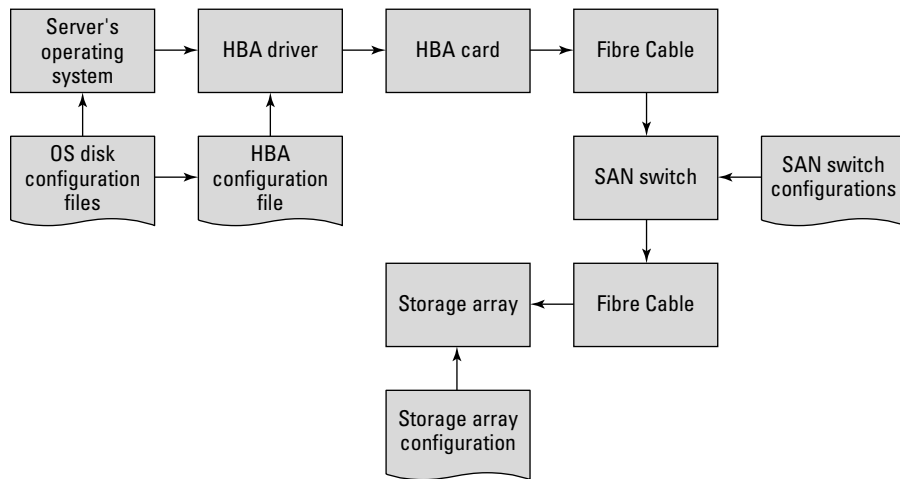 Server's
operating
system
HBA driver
HBA card
Fibre Cable
OS disk
configuration
files
HBA
configuration
file
SAN switch
SAN switch
configurations
Storage array
Fibre Cable
Storage array
configuration